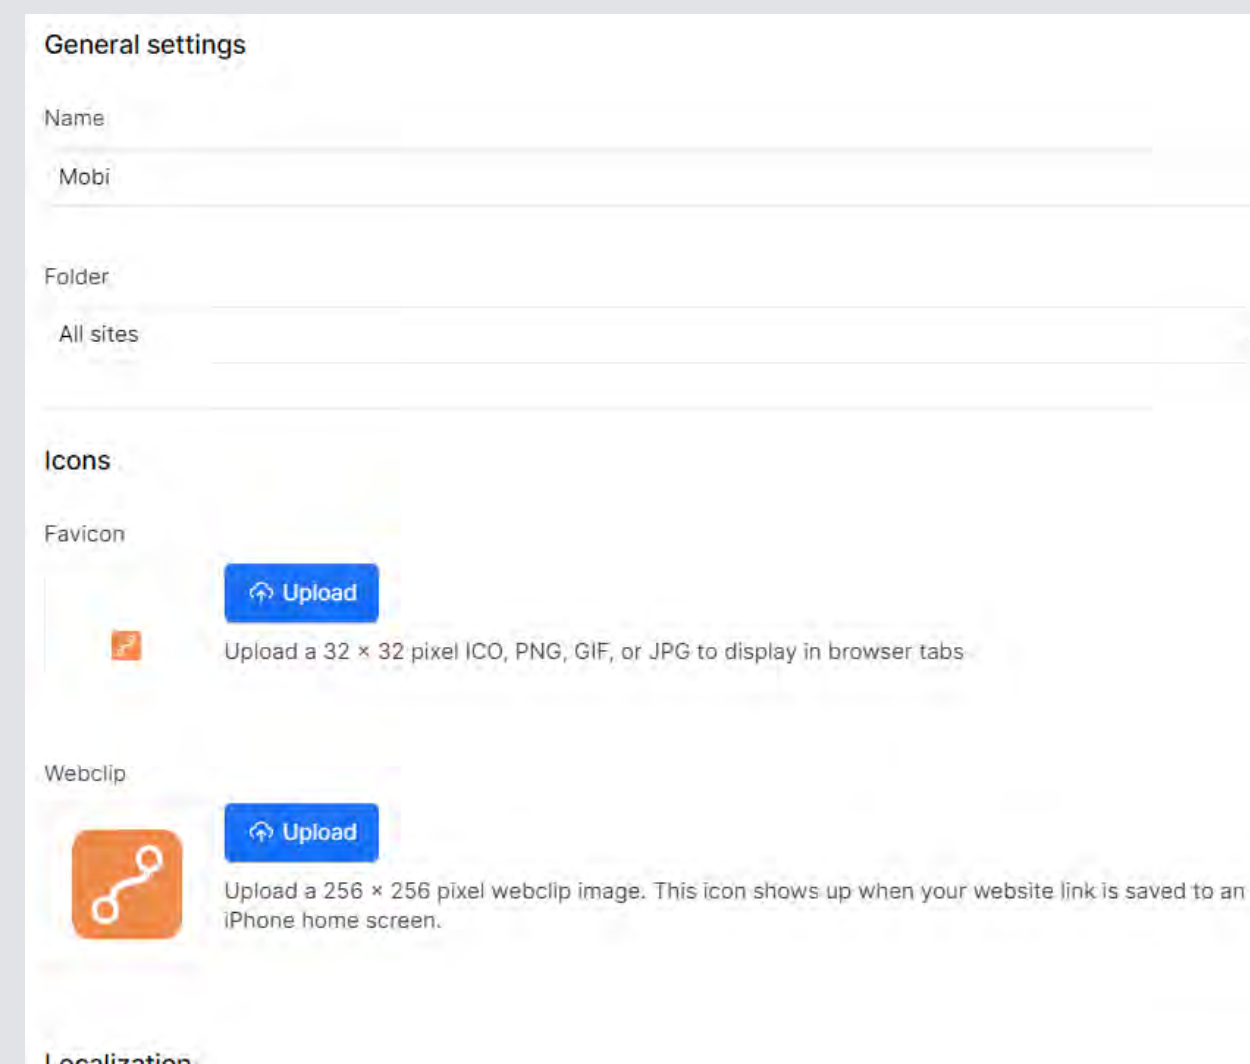 General settings
Name
Mobi
Folder
All sites
Icons
Favicon
Upload
Upload a 32 × 32 pixel ICO, PNG, GIF, or JPG to display in browser tabs
Webclip
Upload
Upload a 256 × 256 pixel webclip image. This icon shows up when your website link is saved to an
iPhone home screen.
Localization